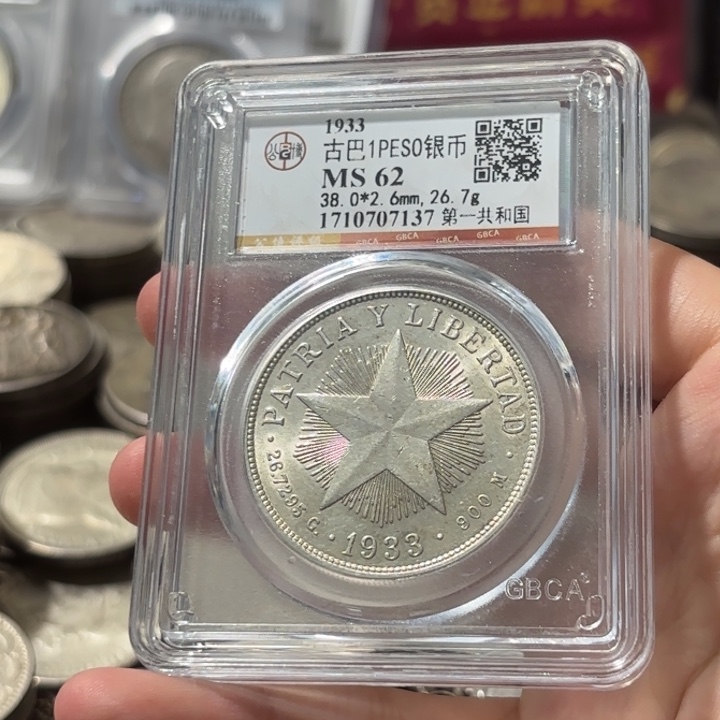 1933
古巴1PESO银币
MS 62
38.0*2.6mm,26.7g
1710707137 第一共和国
GBCA GBCA GBCA GBCA GBCA
PATRIA Y LIBERTAD
26.7295 G. · 1933 · 900 M
GBCA